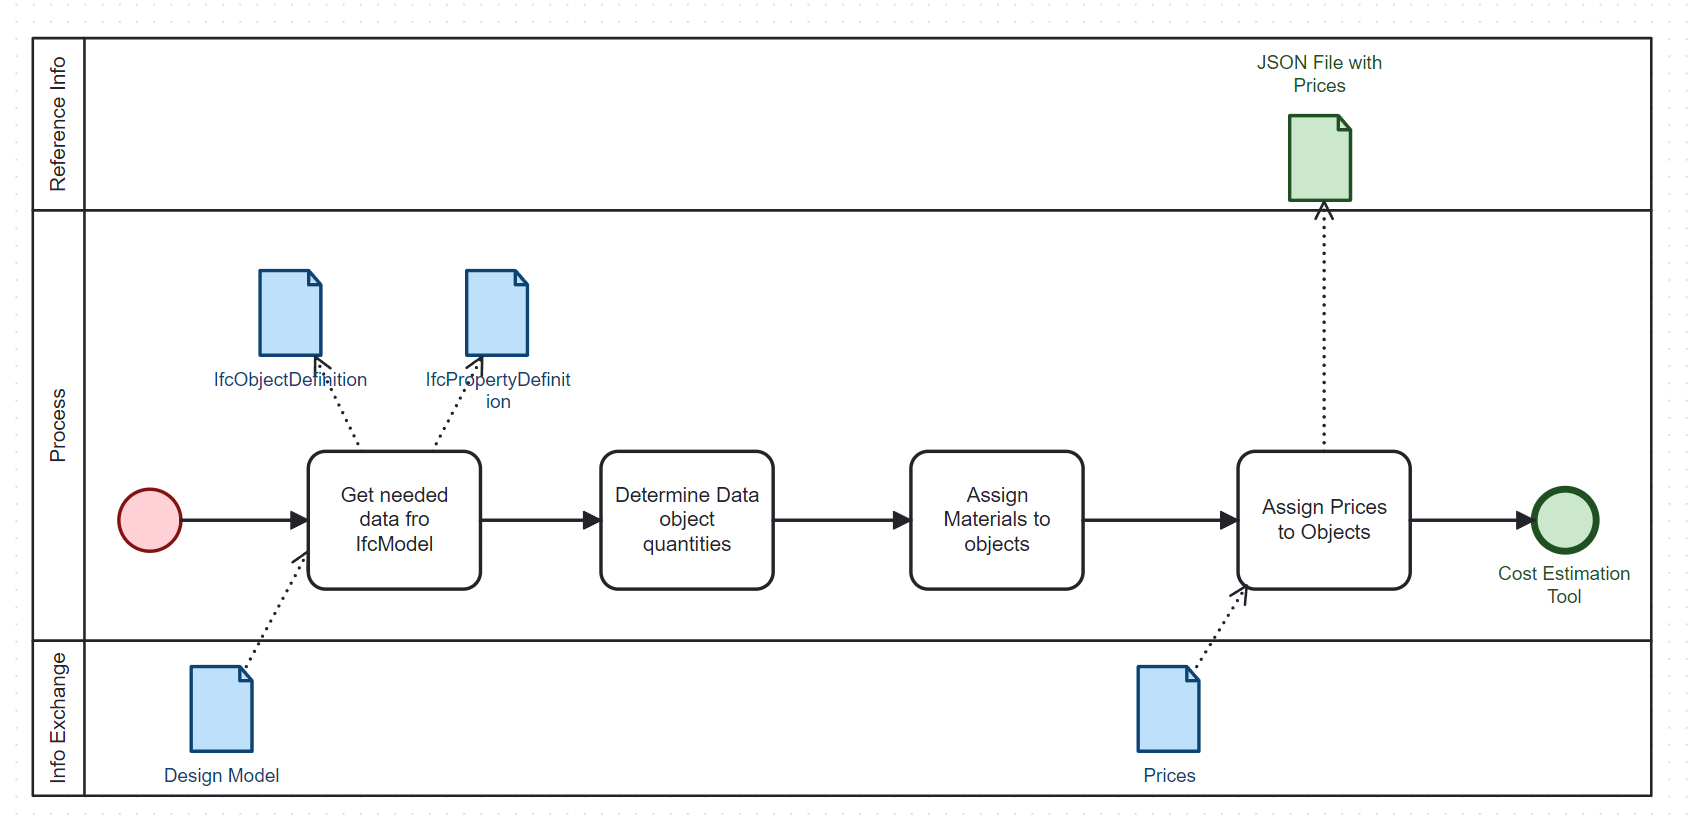 Reference Info
JSON File with
Prices
Process
IfcObjectDefinition
IfcPropertyDefinit
ion
Get needed
data fro
IfcModel
Determine Data
object
quantities
Assign
Materials to
objects
Assign Prices
to Objects
Cost Estimation
Tool
Info Exchange
Design Model
Prices